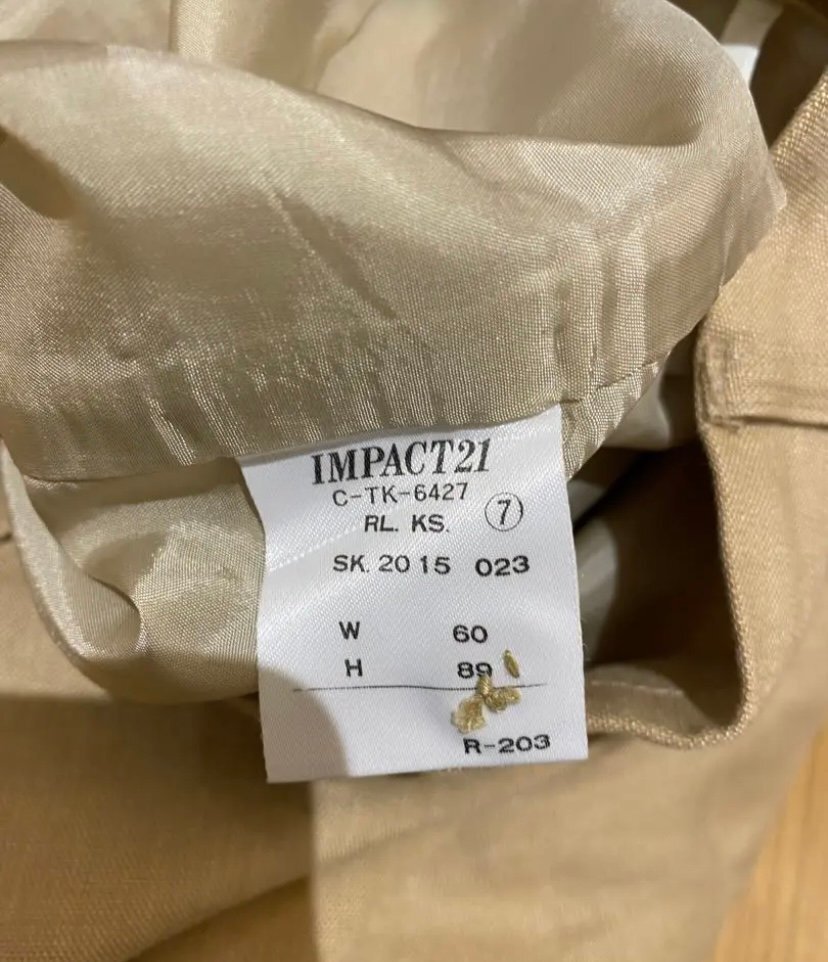 IMPACT21
C-TK-6427
RL. KS. ⑦
SK. 2015 023
W 60
H 89
R-203